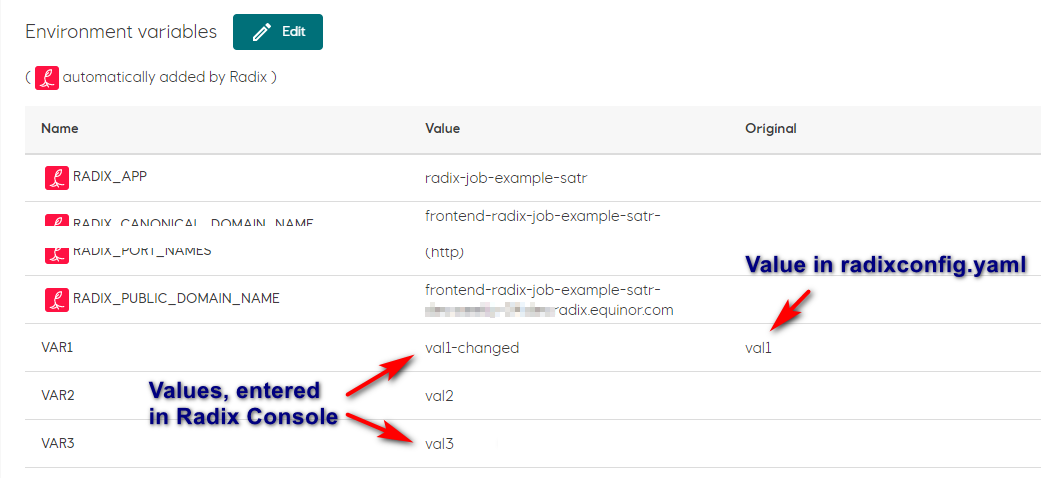 Environment variables Edit
( automatically added by Radix )
Name Value Original
RADIX_APP radix-job-example-satr
RADIX_CANONICAL_DOMAIN_NAME frontend-radix-job-example-satr-
RADIX_PORT_NAMES (http)
Value in radixconfig.yaml
RADIX_PUBLIC_DOMAIN_NAME frontend-radix-job-example-satr-
radix.equinor.com
VAR1 val1-changed val1
Values, entered
VAR2 val2
in Radix Console
VAR3 val3